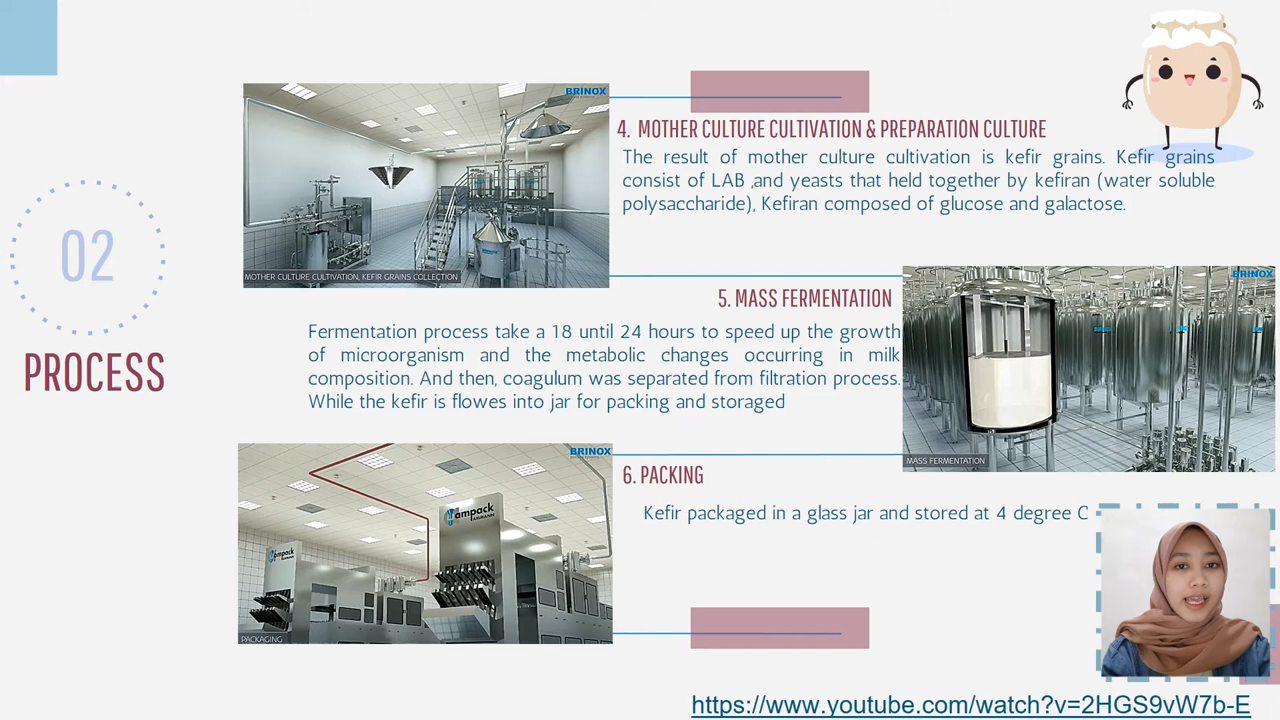 BRINOX
4. MOTHER CULTURE CULTIVATION & PREPARATION CULTURE
The result of mother culture cultivation is kefir grains. Kefir grains
consist of LAB ,and yeasts that held together by kefiran (water soluble
polysaccharide), Kefiran composed of glucose and galactose.
MOTHER CULTURE CULTIVATION, KEFIR GRAINS COLLECTION
02
PROCESS
BRINOX
5. MASS FERMENTATION
Fermentation process take a 18 until 24 hours to speed up the growth
of microorganism and the metabolic changes occurring in milk
composition. And then, coagulum was separated from filtration process.
While the kefir is flowes into jar for packing and storaged
MASS FERMENTATION
BRINOX
6. PACKING
Kefir packaged in a glass jar and stored at 4 degree C
ampack
AMMANN
ampack
PACKAGING
https://www.youtube.com/watch?v=2HGS9vW7b-E